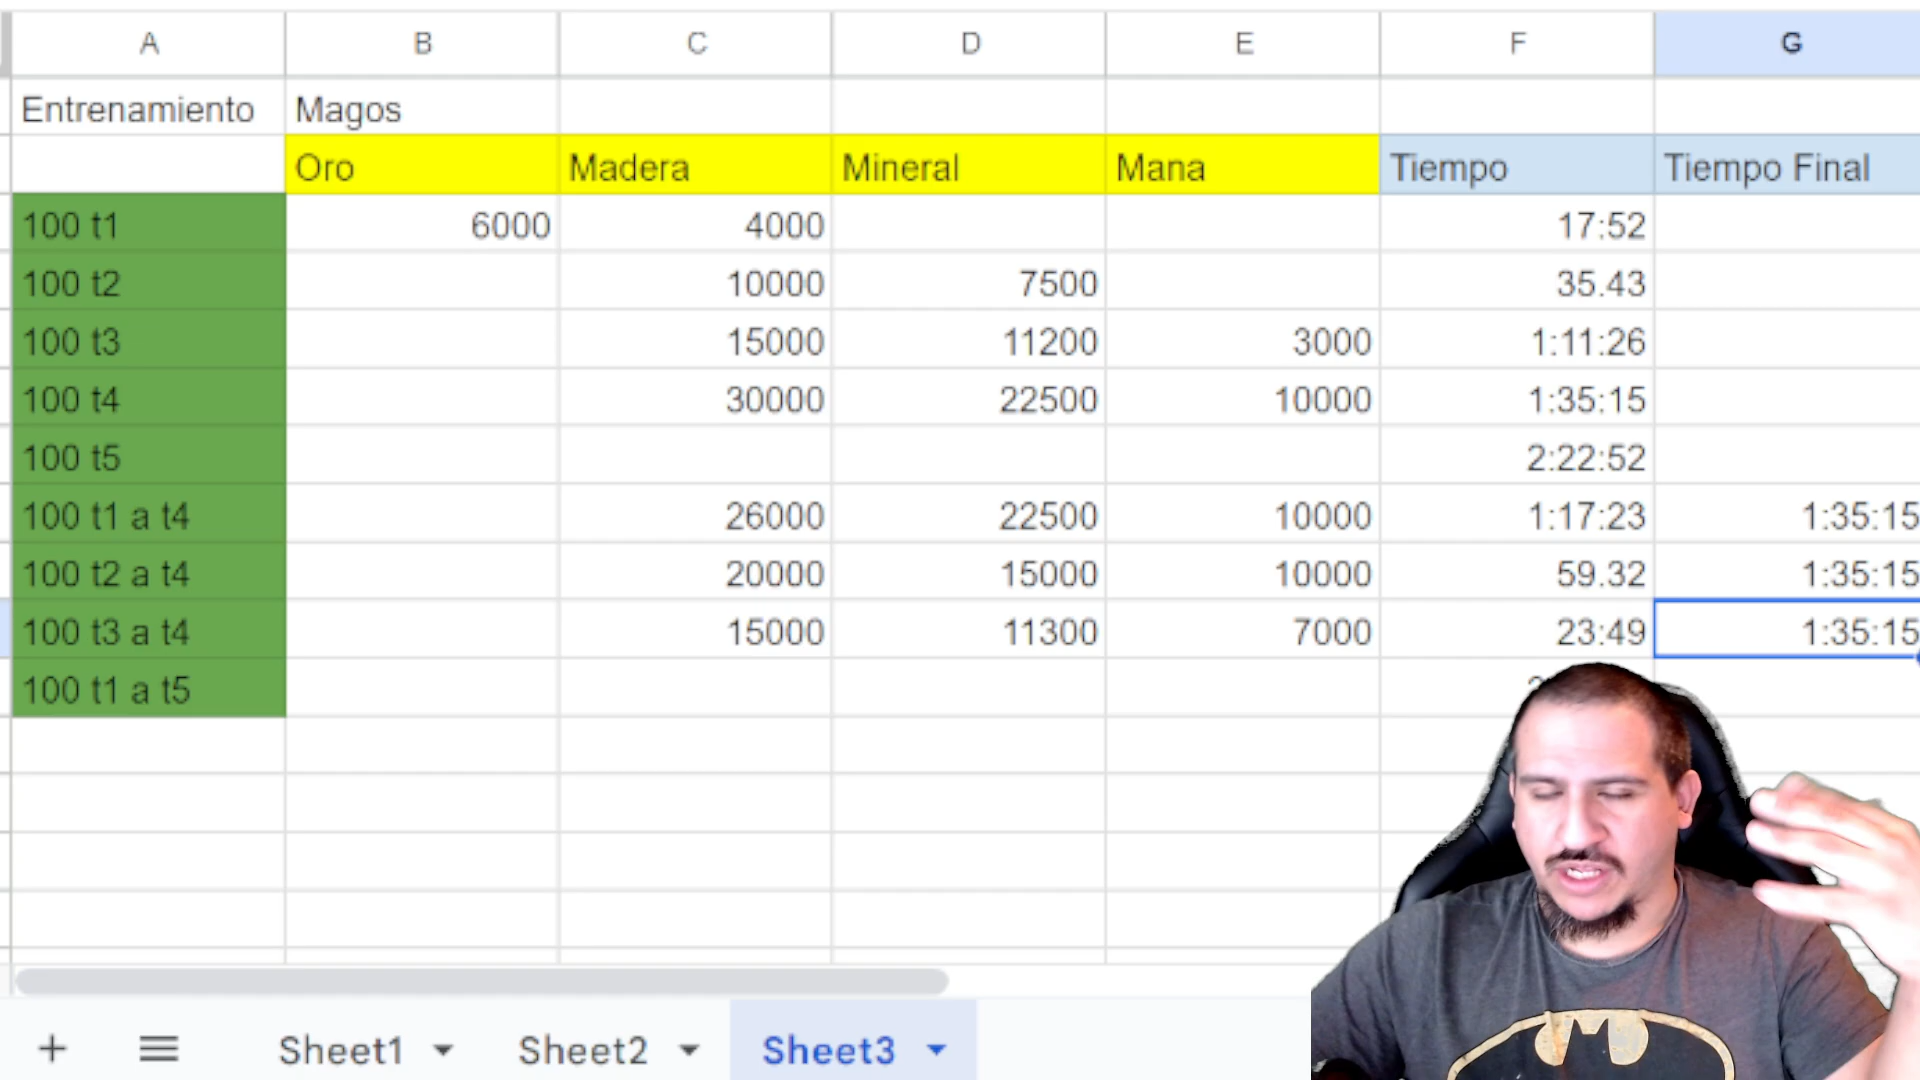 A B C D E F G
Entrenamiento Magos
Oro Madera Mineral Mana Tiempo Tiempo Final
100 t1 6000 4000 17:52
100 t2 10000 7500 35.43
100 t3 15000 11200 3000 1:11:26
100 t4 30000 22500 10000 1:35:15
100 t5 2:22:52
100 t1 a t4 26000 22500 10000 1:17:23 1:35:15
100 t2 a t4 20000 15000 10000 59.32 1:35:15
100 t3 a t4 15000 11300 7000 23:49 1:35:15
100 t1 a t5
Sheet1 Sheet2 Sheet3